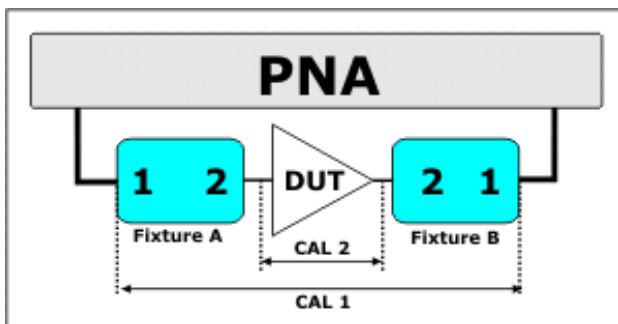 PNA
1 2 DUT 2 1
Fixture A Fixture B
CAL 2
CAL 1